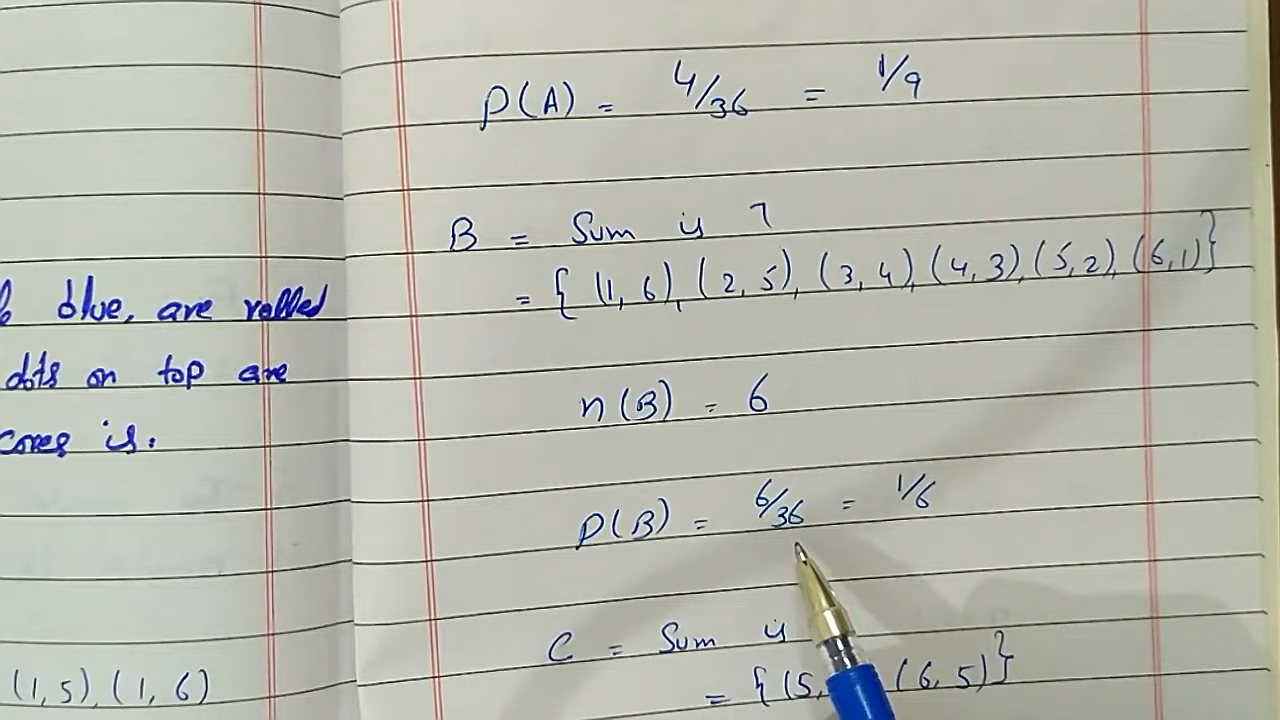 blue, are rolled
dots on top are
is.
(1,5), (1,6)
P(A) = 4/36 = 1/9
B = Sum is 7
= { (1,6), (2,5), (3,4), (4,3), (5,2), (6,1)}
n(B) = 6
P(B) = 6/36 = 1/6
C = Sum is
= { (5, (6,5)}